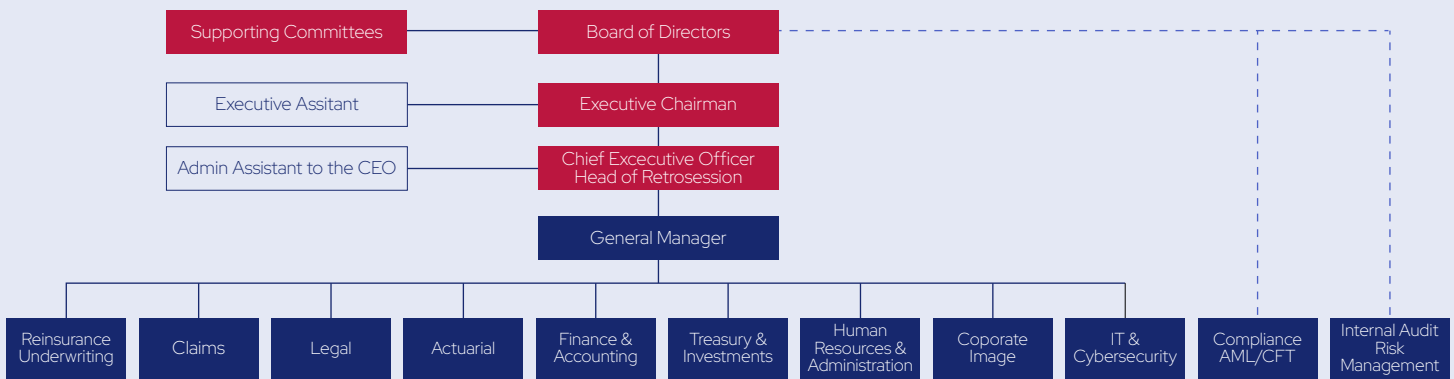 Supporting Committees
Board of Directors
Executive Assitant
Executive Chairman
Admin Assistant to the CEO
Chief Excecutive Officer
Head of Retrosession
General Manager
Reinsurance
Underwriting
Claims
Legal
Actuarial
Finance &
Accounting
Treasury &
Investments
Human
Resources &
Administration
Coporate
Image
IT &
Cybersecurity
Compliance
AML/CFT
Internal Audit
Risk
Management